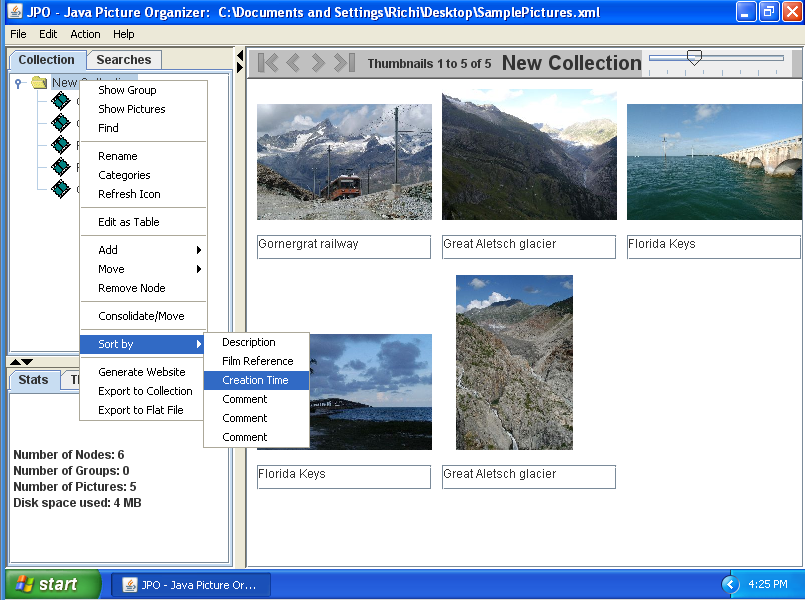 JPO - Java Picture Organizer:  C:\Documents and Settings\Richi\Desktop\SamplePictures.xml
File Edit Action Help
Collection Searches
Thumbnails 1 to 5 of 5 New Collection
New
Show Group
Show Pictures
Find
Rename
Categories
Refresh Icon
Edit as Table
Add
Move
Remove Node
Consolidate/Move
Sort by
Generate Website
Export to Collection
Export to Flat File
Description
Film Reference
Creation Time
Comment
Comment
Comment
Gornergrat railway
Great Aletsch glacier
Florida Keys
Florida Keys
Great Aletsch glacier
Stats
Number of Nodes: 6
Number of Groups: 0
Number of Pictures: 5
Disk space used: 4 MB
start
JPO - Java Picture Or...
4:25 PM